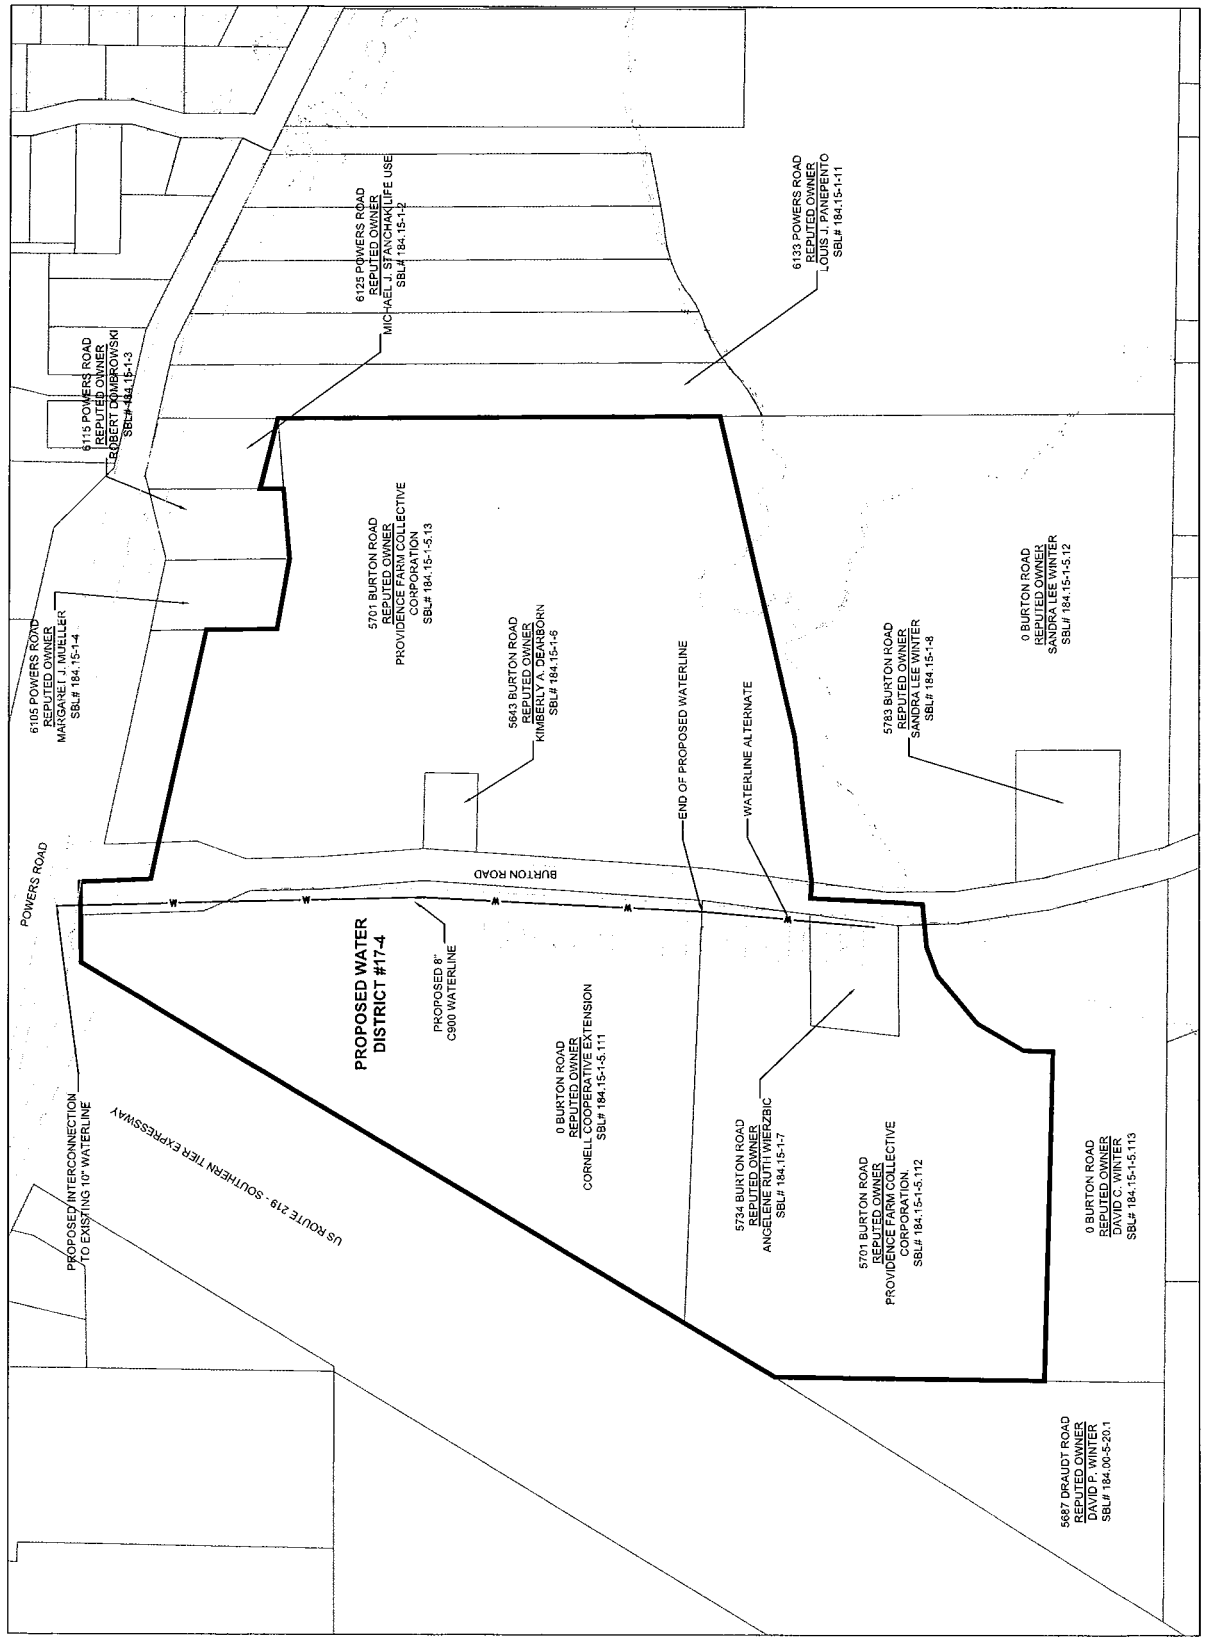 POWERS ROAD
PROPOSED INTERCONNECTION
TO EXISTING 10" WATERLINE
US ROUTE 219 - SOUTHERN TIER EXPRESSWAY
6105 POWERS ROAD
REPUTED OWNER
MARGARET J. MUELLER
SBL# 184.15-1-4
6115 POWERS ROAD
REPUTED OWNER
ROBERT DOMBROWSKI
SBL# 184.15-1-3
6125 POWERS ROAD
REPUTED OWNER
MICHAEL J. STANCHAK LIFE USE
SBL# 184.15-1-2
6133 POWERS ROAD
REPUTED OWNER
LOUIS J. PANEPENTO
SBL# 184.15-1-11
PROPOSED WATER
DISTRICT #17-4
PROPOSED 8"
C900 WATERLINE
W
W
W
W
W
BURTON ROAD
5701 BURTON ROAD
REPUTED OWNER
PROVIDENCE FARM COLLECTIVE
CORPORATION
SBL# 184.15-1-5.13
5643 BURTON ROAD
REPUTED OWNER
KIMBERLY A. DEARBORN
SBL# 184.15-1-6
END OF PROPOSED WATERLINE
WATERLINE ALTERNATE
0 BURTON ROAD
REPUTED OWNER
CORNELL COOPERATIVE EXTENSION
SBL# 184.15-1-5.111
5734 BURTON ROAD
REPUTED OWNER
ANGELENE RUTH WIERZBIC
SBL# 184.15-1-7
5701 BURTON ROAD
REPUTED OWNER
PROVIDENCE FARM COLLECTIVE
CORPORATION.
SBL# 184.15-1-5.112
5783 BURTON ROAD
REPUTED OWNER
SANDRA LEE WINTER
SBL# 184.15-1-8
0 BURTON ROAD
REPUTED OWNER
SANDRA LEE WINTER
SBL# 184.15-1-5.12
0 BURTON ROAD
REPUTED OWNER
DAVID C. WINTER
SBL# 184.15-1-5.113
5687 DRAUDT ROAD
REPUTED OWNER
DAVID P. WINTER
SBL# 184.00-5-20.1